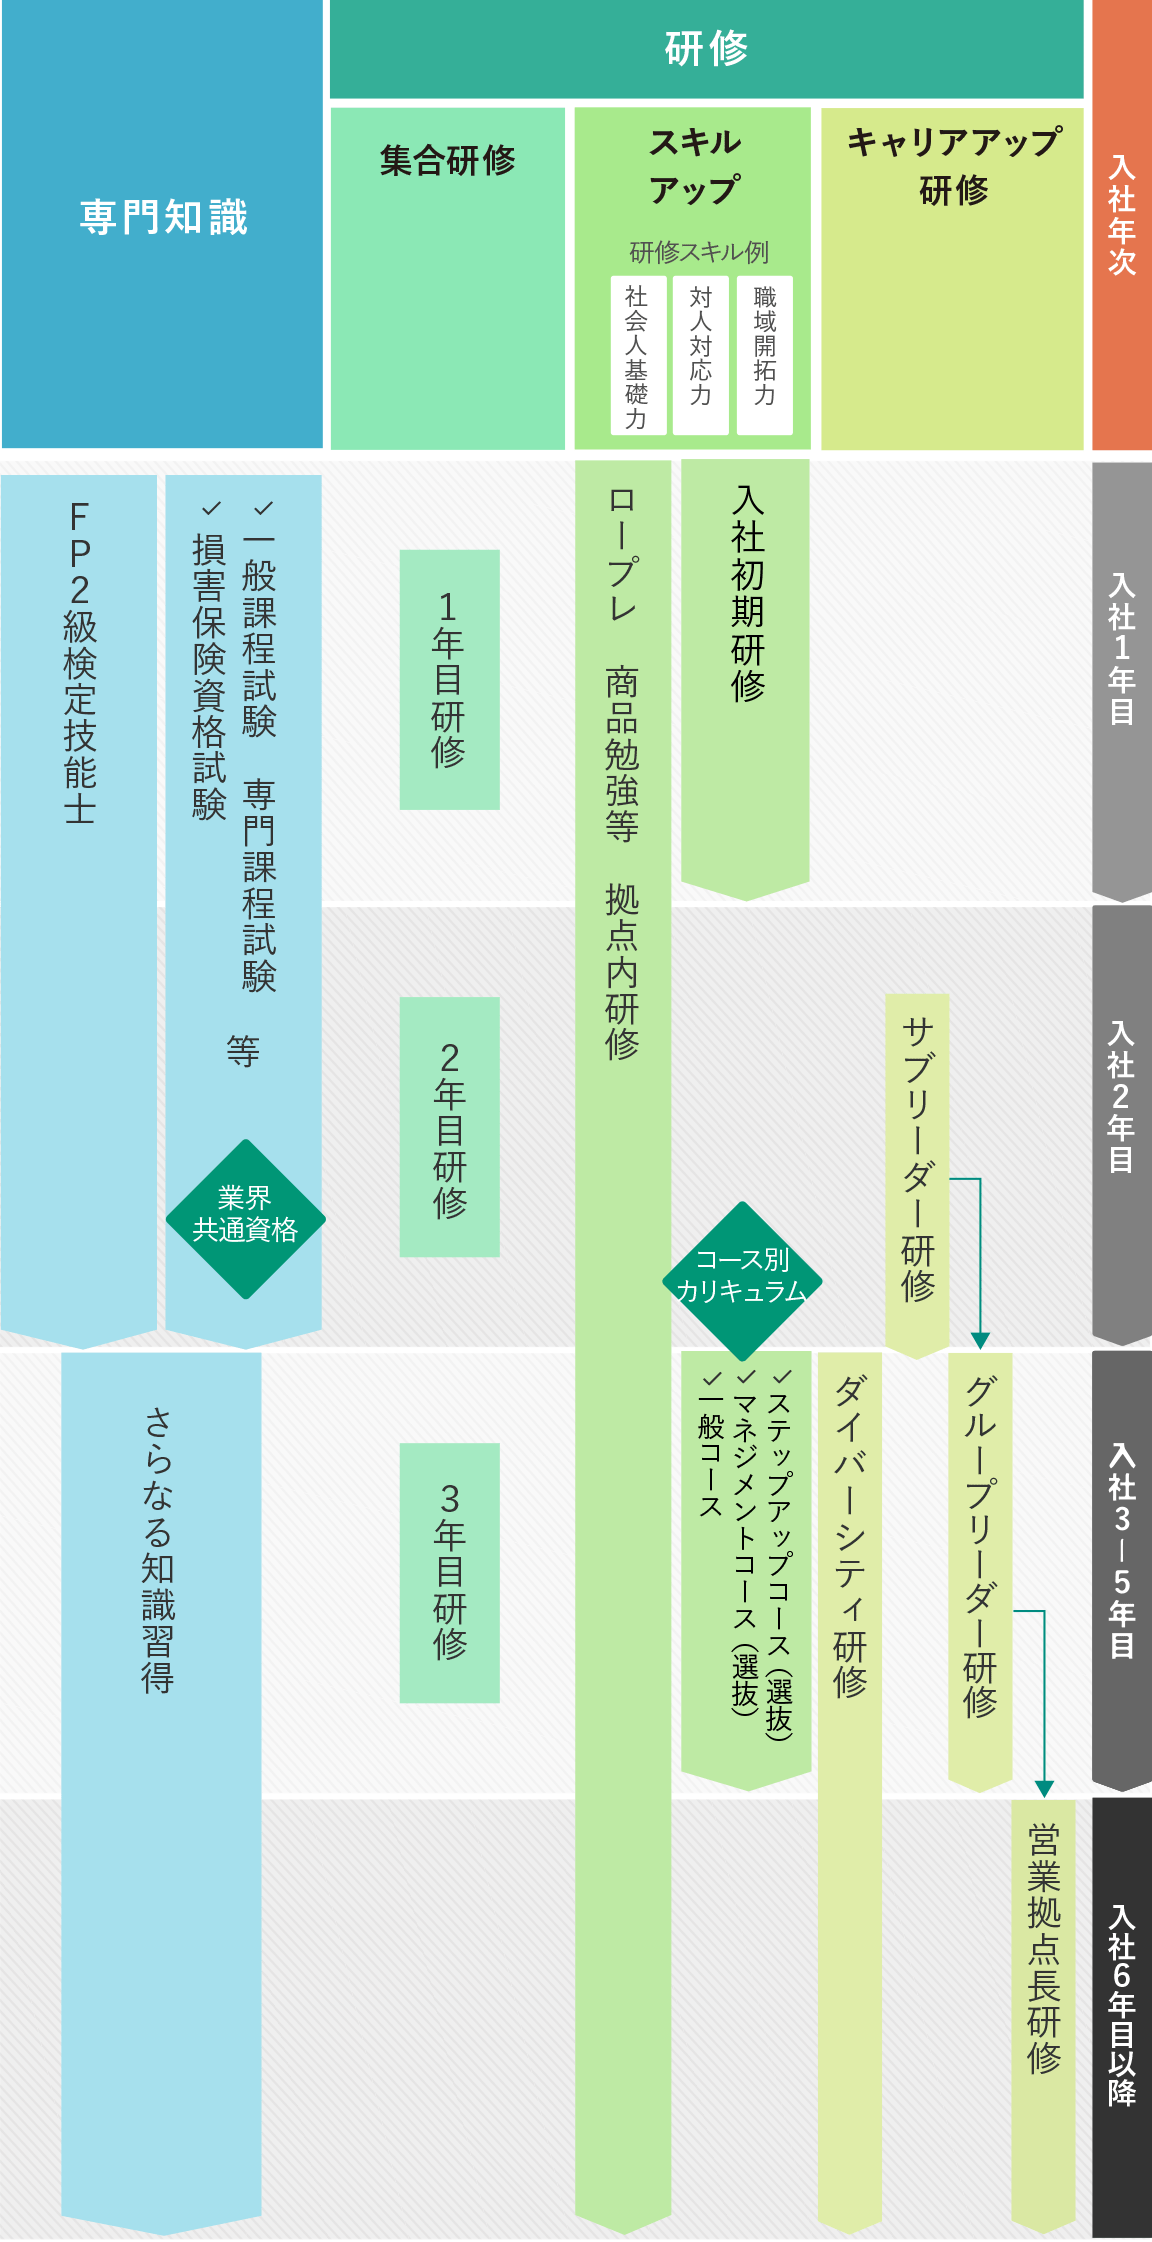 専門知識
研修
集合研修
スキル
アップ
研修スキル例
社会人基礎力
対人対応力
職域開拓力
キャリアアップ
研修
入社年次
入社1年目
入社2年目
入社3－5年目
入社6年目以降
FP2級検定技能士
✓一般課程試験　専門課程試験
✓損害保険資格試験
等
業界
共通資格
さらなる知識習得
1年目研修
2年目研修
3年目研修
ロープレ　商品勉強等　拠点内研修
入社初期研修
コース別
カリキュラム
✓ステップアップコース（選抜）
✓マネジメントコース（選抜）
✓一般コース
サブリーダー研修
ダイバーシティ研修
グループリーダー研修
営業拠点長研修